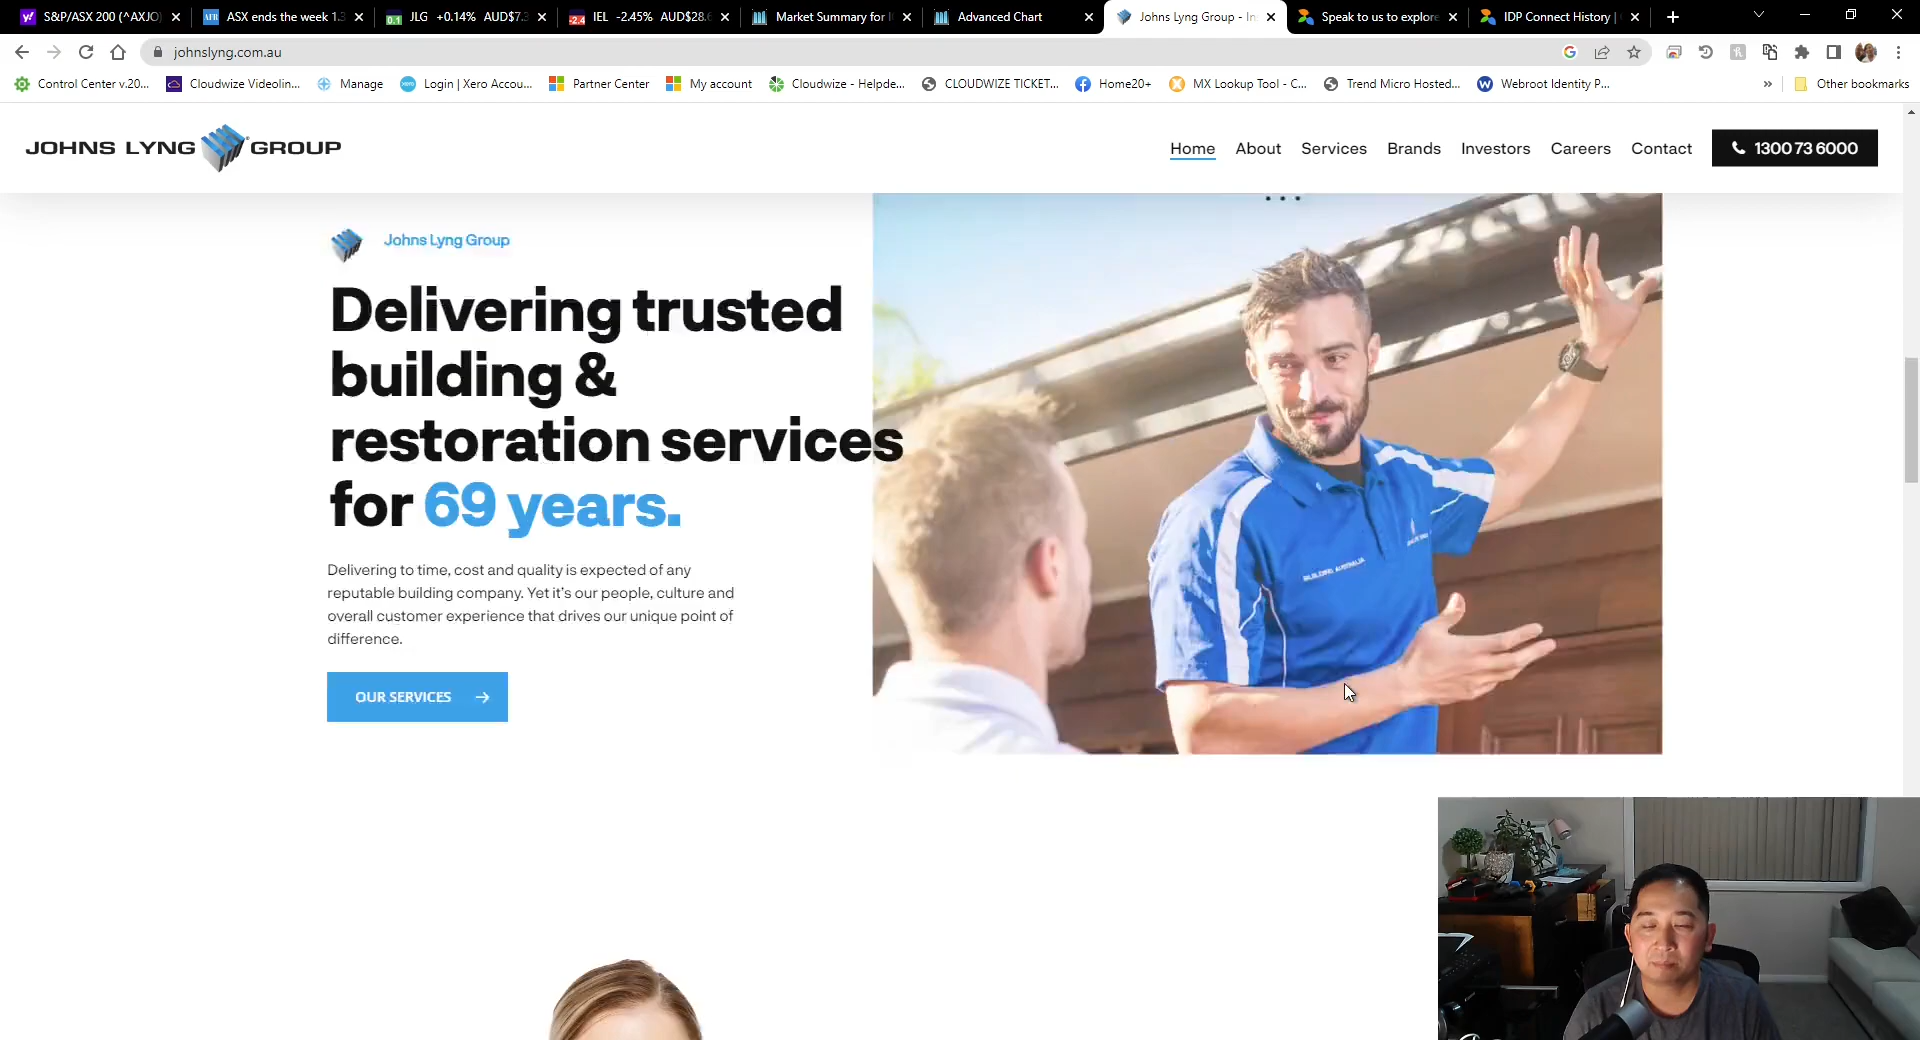 S&P/ASX 200 (^AXJO)
ASX ends the week 1.3
JLG +0.14% AUD$7.3
IEL -2.45% AUD$28.6
Market Summary for I
Advanced Chart
Johns Lyng Group - In
Speak to us to explore
IDP Connect History |
johnslyng.com.au
Control Center v.20...
Cloudwize Videolin...
Manage
Login | Xero Accou...
Partner Center
My account
Cloudwize - Helpde...
CLOUDWIZE TICKET...
Home20+
MX Lookup Tool - C...
Trend Micro Hosted...
Webroot Identity P...
»
Other bookmarks
JOHNS LYNG GROUP
Home
About
Services
Brands
Investors
Careers
Contact
1300 73 6000
Johns Lyng Group
Delivering trusted
building &
restoration services
for 69 years.
Delivering to time, cost and quality is expected of any
reputable building company. Yet it's our people, culture and
overall customer experience that drives our unique point of
difference.
OUR SERVICES
BUILDING AUSTRALIA